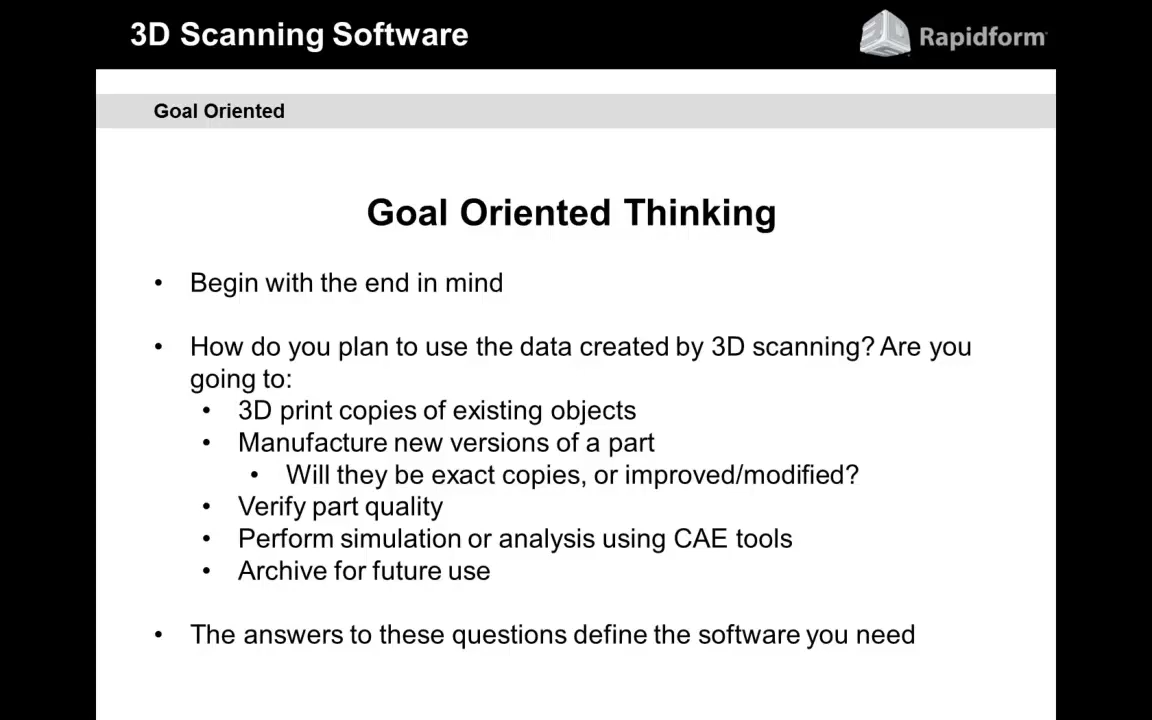 3D Scanning Software
Rapidform
Goal Oriented
Goal Oriented Thinking
• Begin with the end in mind
• How do you plan to use the data created by 3D scanning? Are you
going to:
• 3D print copies of existing objects
• Manufacture new versions of a part
• Will they be exact copies, or improved/modified?
• Verify part quality
• Perform simulation or analysis using CAE tools
• Archive for future use
• The answers to these questions define the software you need